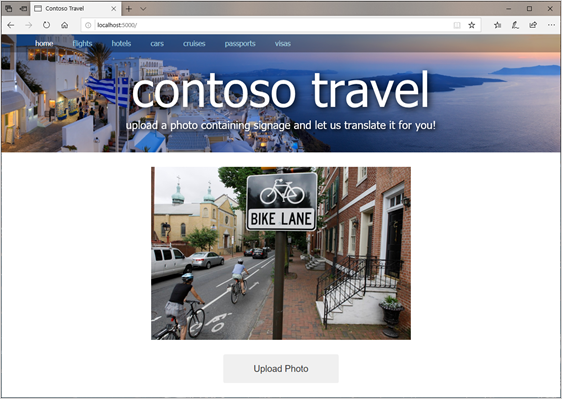 Contoso Travel
localhost:5000/
home flights hotels cars cruises passports visas
contoso travel
upload a photo containing signage and let us translate it for you!
BIKE LANE
Upload Photo